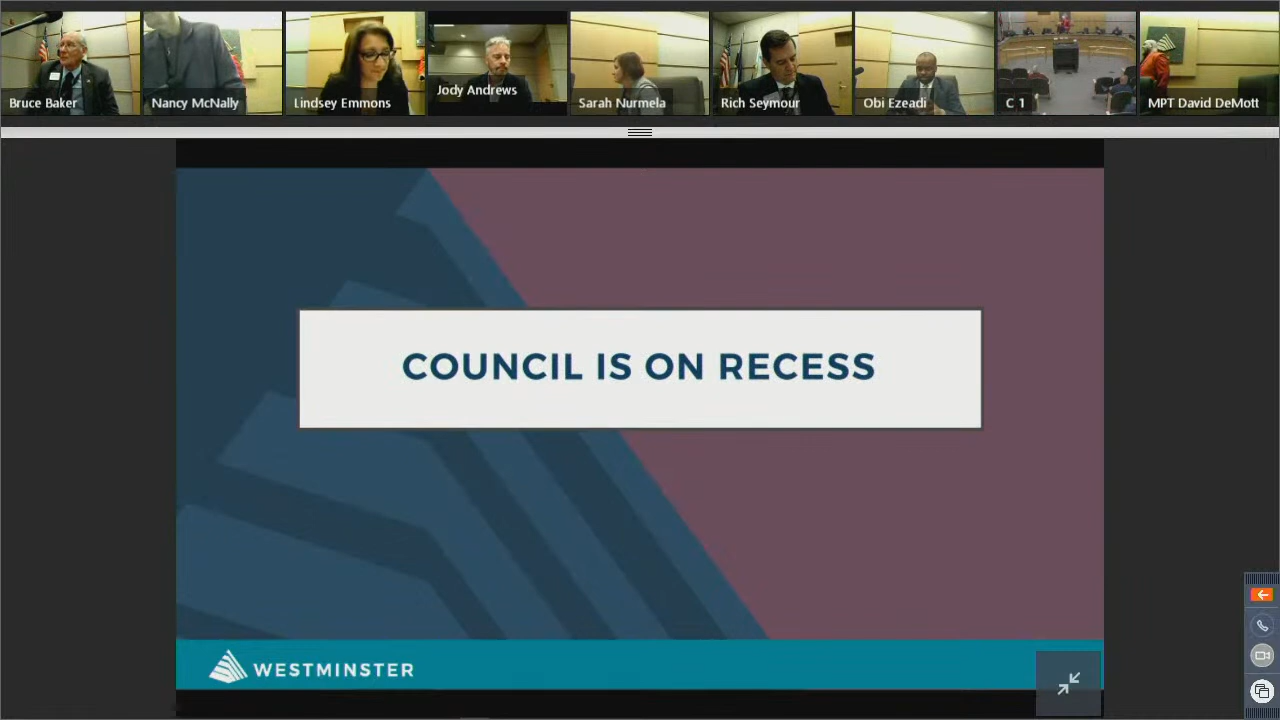 Bruce Baker
Nancy McNally
Lindsey Emmons
Jody Andrews
Sarah Nurmela
Rich Seymour
Obi Ezeadi
C 1
MPT David DeMott
COUNCIL IS ON RECESS
WESTMINSTER